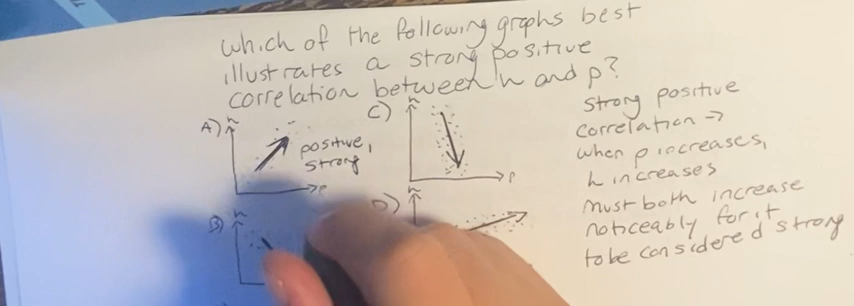 which of the following graphs best
illustrates a strong positive
correlation between h and p?
A) h
positive,
strong
p
C) h
p
B) h
D) h
strong positive
correlation →
when p increases,
h increases
must both increase
noticeably for it
to be considered strong